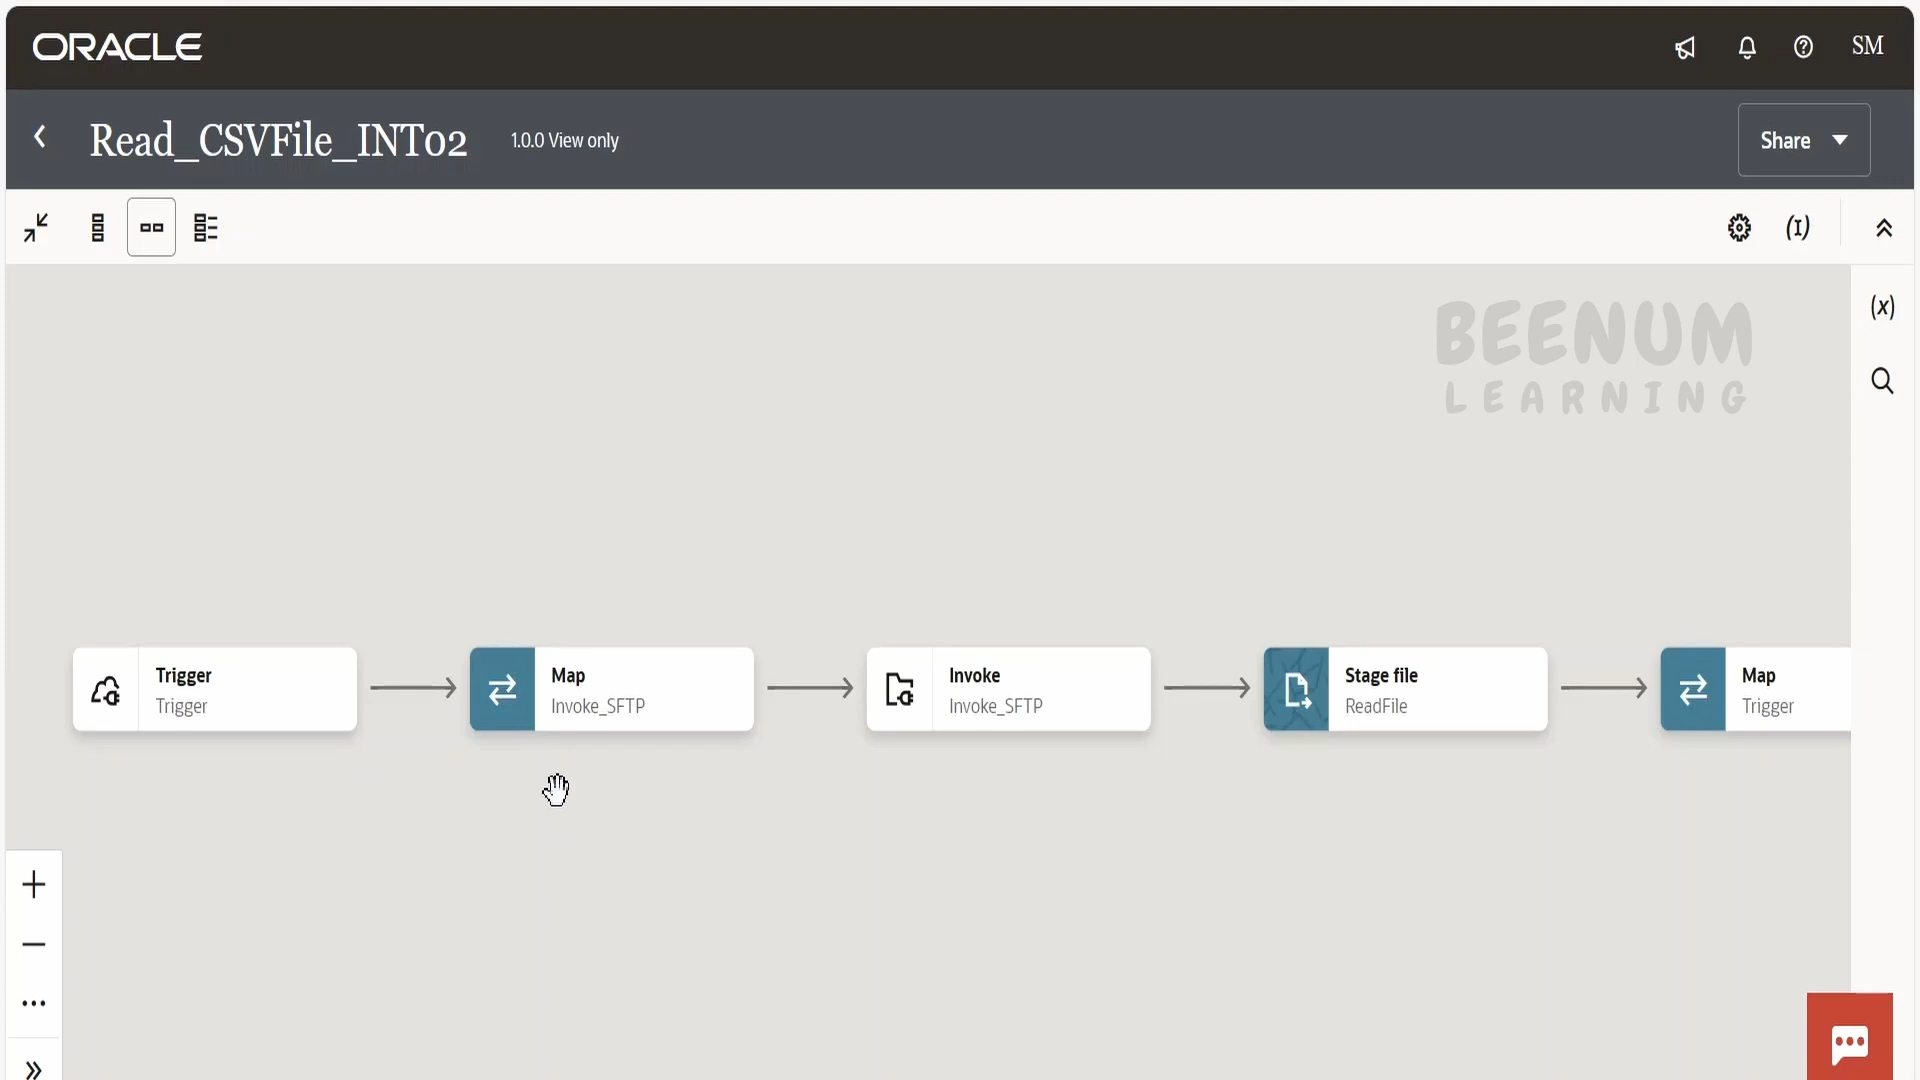 ORACLE
SM
Read_CSVFile_INT02
1.0.0 View only
Share
(I)
(x)
BEENUM
LEARNING
Trigger
Trigger
Map
Invoke_SFTP
Invoke
Invoke_SFTP
Stage file
ReadFile
Map
Trigger